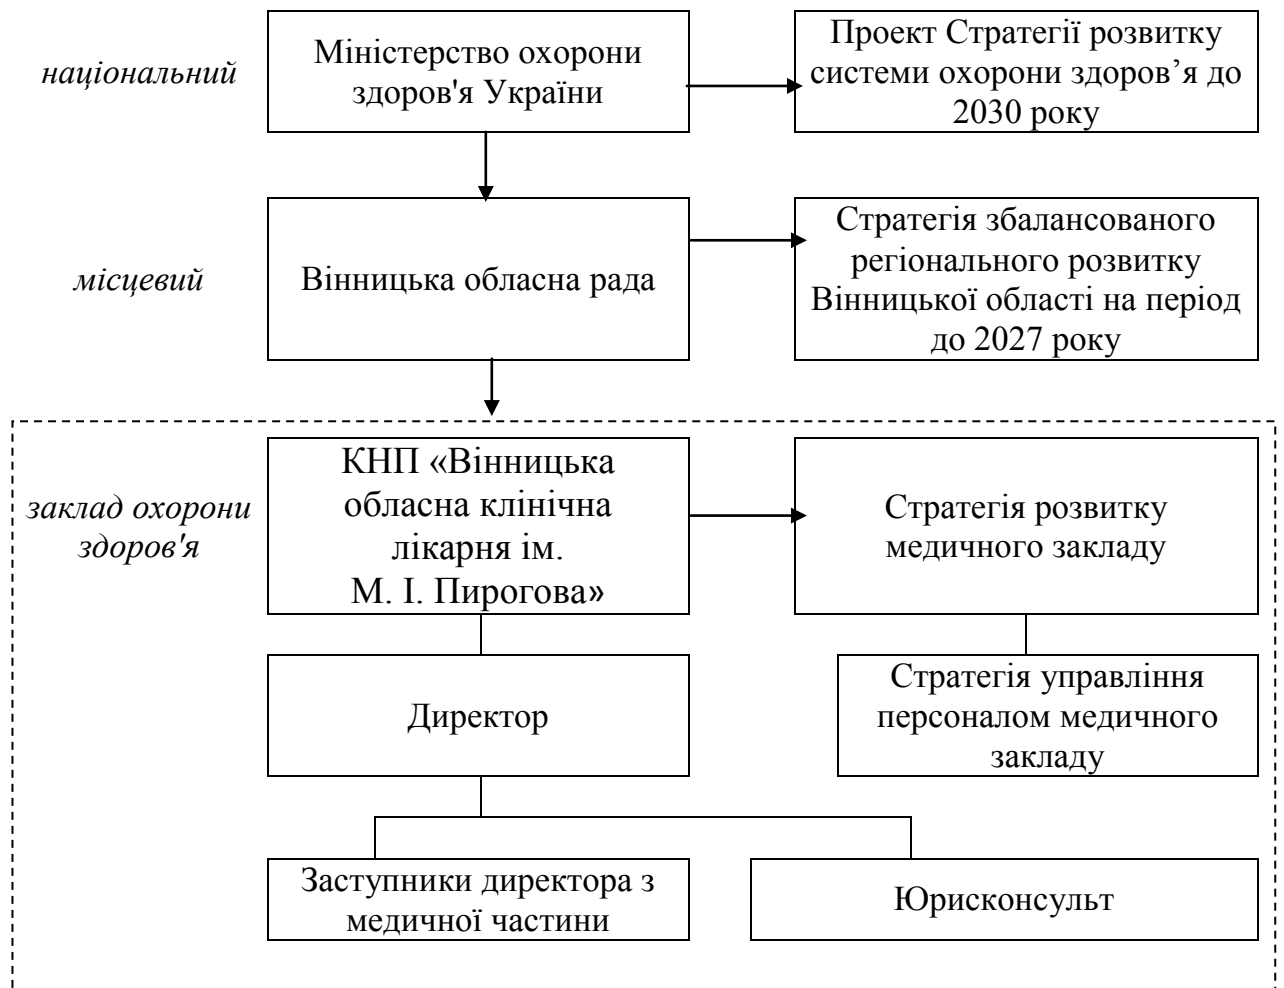 національний
Міністерство охорони
здоров'я України
Проект Стратегії розвитку
системи охорони здоров’я до
2030 року
місцевий
Вінницька обласна рада
Стратегія збалансованого
регіонального розвитку
Вінницької області на період
до 2027 року
заклад охорони
здоров'я
КНП «Вінницька
обласна клінічна
лікарня ім.
М. І. Пирогова»
Стратегія розвитку
медичного закладу
Директор
Стратегія управління
персоналом медичного
закладу
Заступники директора з
медичної частини
Юрисконсульт